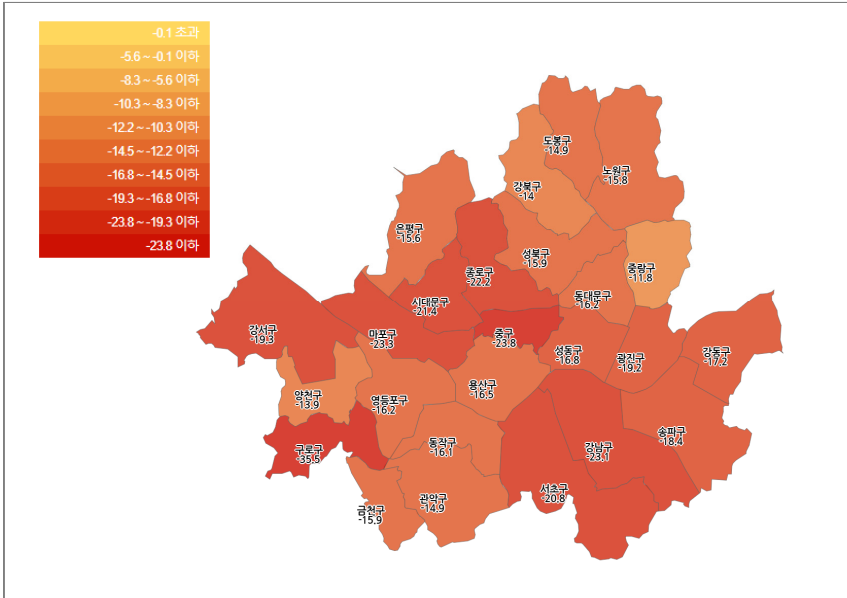 -0.1 초과
-5.6 ~ -0.1 이하
-8.3 ~ -5.6 이하
-10.3 ~ -8.3 이하
-12.2 ~ -10.3 이하
-14.5 ~ -12.2 이하
-16.8 ~ -14.5 이하
-19.3 ~ -16.8 이하
-23.8 ~ -19.3 이하
-23.8 이하
도봉구
-14.9
노원구
-15.8
강북구
-14
은평구
-15.6
성북구
-15.9
중랑구
-11.8
종로구
-22.2
동대문구
-16.2
시대문구
-21.4
강서구
-19.3
마포구
-23.3
중구
-23.8
성동구
-16.8
광진구
-19.2
강동구
-17.2
양천구
-13.9
영등포구
-16.2
용산구
-16.5
송파구
-18.4
구로구
-35.5
동작구
-16.1
강남구
-23.1
서초구
-20.8
관악구
-14.9
금천구
-15.9